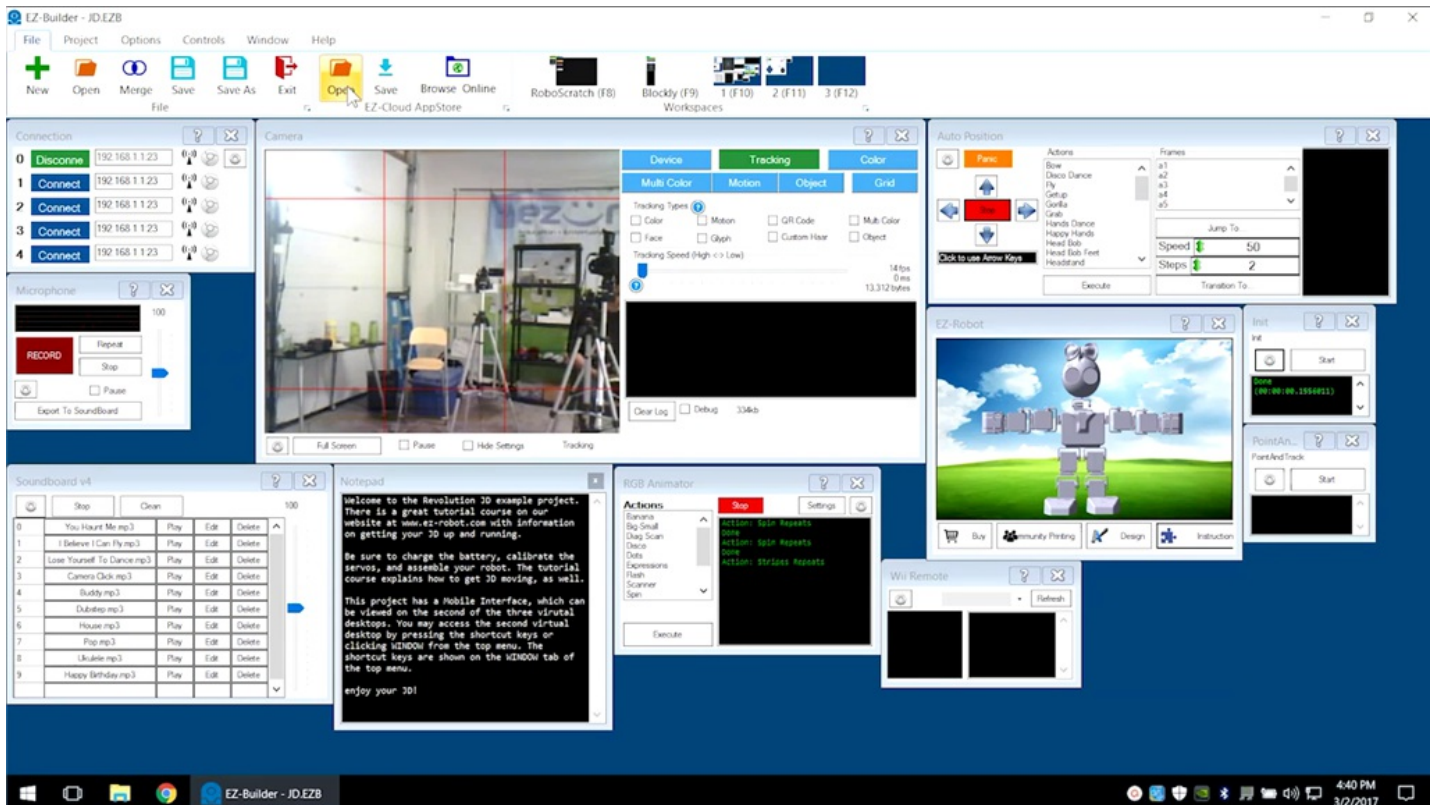 EZ-Builder - JD.EZB
File Project Options Controls Window Help
New Open Merge Save Save As Exit Open Save Browse Online RoboScratch (F8) Blockly (F9) 1 (F10) 2 (F11) 3 (F12)
File EZ-Cloud AppStore Workspaces
Connection
0 Disconne 192.168.1.1:23
1 Connect 192.168.1.1:23
2 Connect 192.168.1.1:23
3 Connect 192.168.1.1:23
4 Connect 192.168.1.1:23
Microphone
100
RECORD
Repeat
Stop
Pause
Export To SoundBoard
Camera
Device Tracking Color
Multi Color Motion Object Grid
Tracking Types
Color Motion QR Code Multi Color
Face Glyph Custom Haar Object
Tracking Speed (High <-> Low)
14 fps
0 ms
13,312 bytes
Clear Log Debug 334kb
Full Screen Pause Hide Settings Tracking
Auto Position
Panic
Stop
Click to use Arrow Keys
Actions
Bow
Disco Dance
Fly
Getup
Gorilla
Grab
Hands Dance
Happy Hands
Head Bob
Head Bob Feet
Headstand
Execute
Frames
a1
a2
a3
a4
a5
Jump To...
Speed 50
Steps 2
Transition To...
EZ-Robot
Buy Community Printing Design Instruction
Init
Init
Start
Done
(00:00:00.1556011)
PointAn...
PointAndTrack
Start
Soundboard v4
Stop Clean 100
0 You Haunt Me.mp3 Play Edit Delete
1 I Believe I Can Fly.mp3 Play Edit Delete
2 Lose Yourself To Dance.mp3 Play Edit Delete
3 Camera Click.mp3 Play Edit Delete
4 Buddy.mp3 Play Edit Delete
5 Dubstep.mp3 Play Edit Delete
6 House.mp3 Play Edit Delete
7 Pop.mp3 Play Edit Delete
8 Ukulele.mp3 Play Edit Delete
9 Happy Birthday.mp3 Play Edit Delete
Notepad
Welcome to the Revolution JD example project.
There is a great tutorial course on our
website at www.ez-robot.com with information
on getting your JD up and running.
Be sure to charge the battery, calibrate the
servos, and assemble your robot. The tutorial
course explains how to get JD moving, as well.
This project has a Mobile Interface, which can
be viewed on the second of the three virutal
desktops. You may access the second virtual
desktop by pressing the shortcut keys or
clicking WINDOW from the top menu. The
shortcut keys are shown on the WINDOW tab of
the top menu.
enjoy your JD!
RGB Animator
Actions
Banana
Big-Small
Diag Scan
Disco
Dots
Expressions
Flash
Scanner
Spin
Execute
Stop Settings
Action: Spin Repeats
Done
Action: Spin Repeats
Done
Action: Stripes Repeats
Wii Remote
Refresh
EZ-Builder - JD.EZB
4:40 PM
3/2/2017